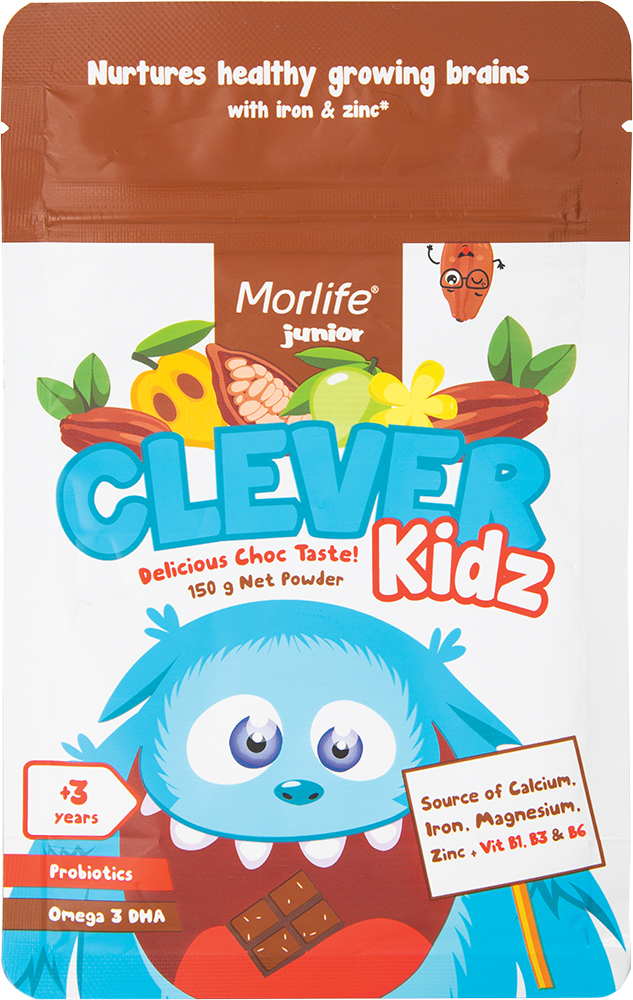 Nurtures healthy growing brains
with iron & zinc#
Morlife®
junior
CLEVER
Kidz
Delicious Choc Taste!
150 g Net Powder
+3
years
Probiotics
Omega 3 DHA
Source of Calcium,
Iron, Magnesium,
Zinc, Vit B1, B3 & B6